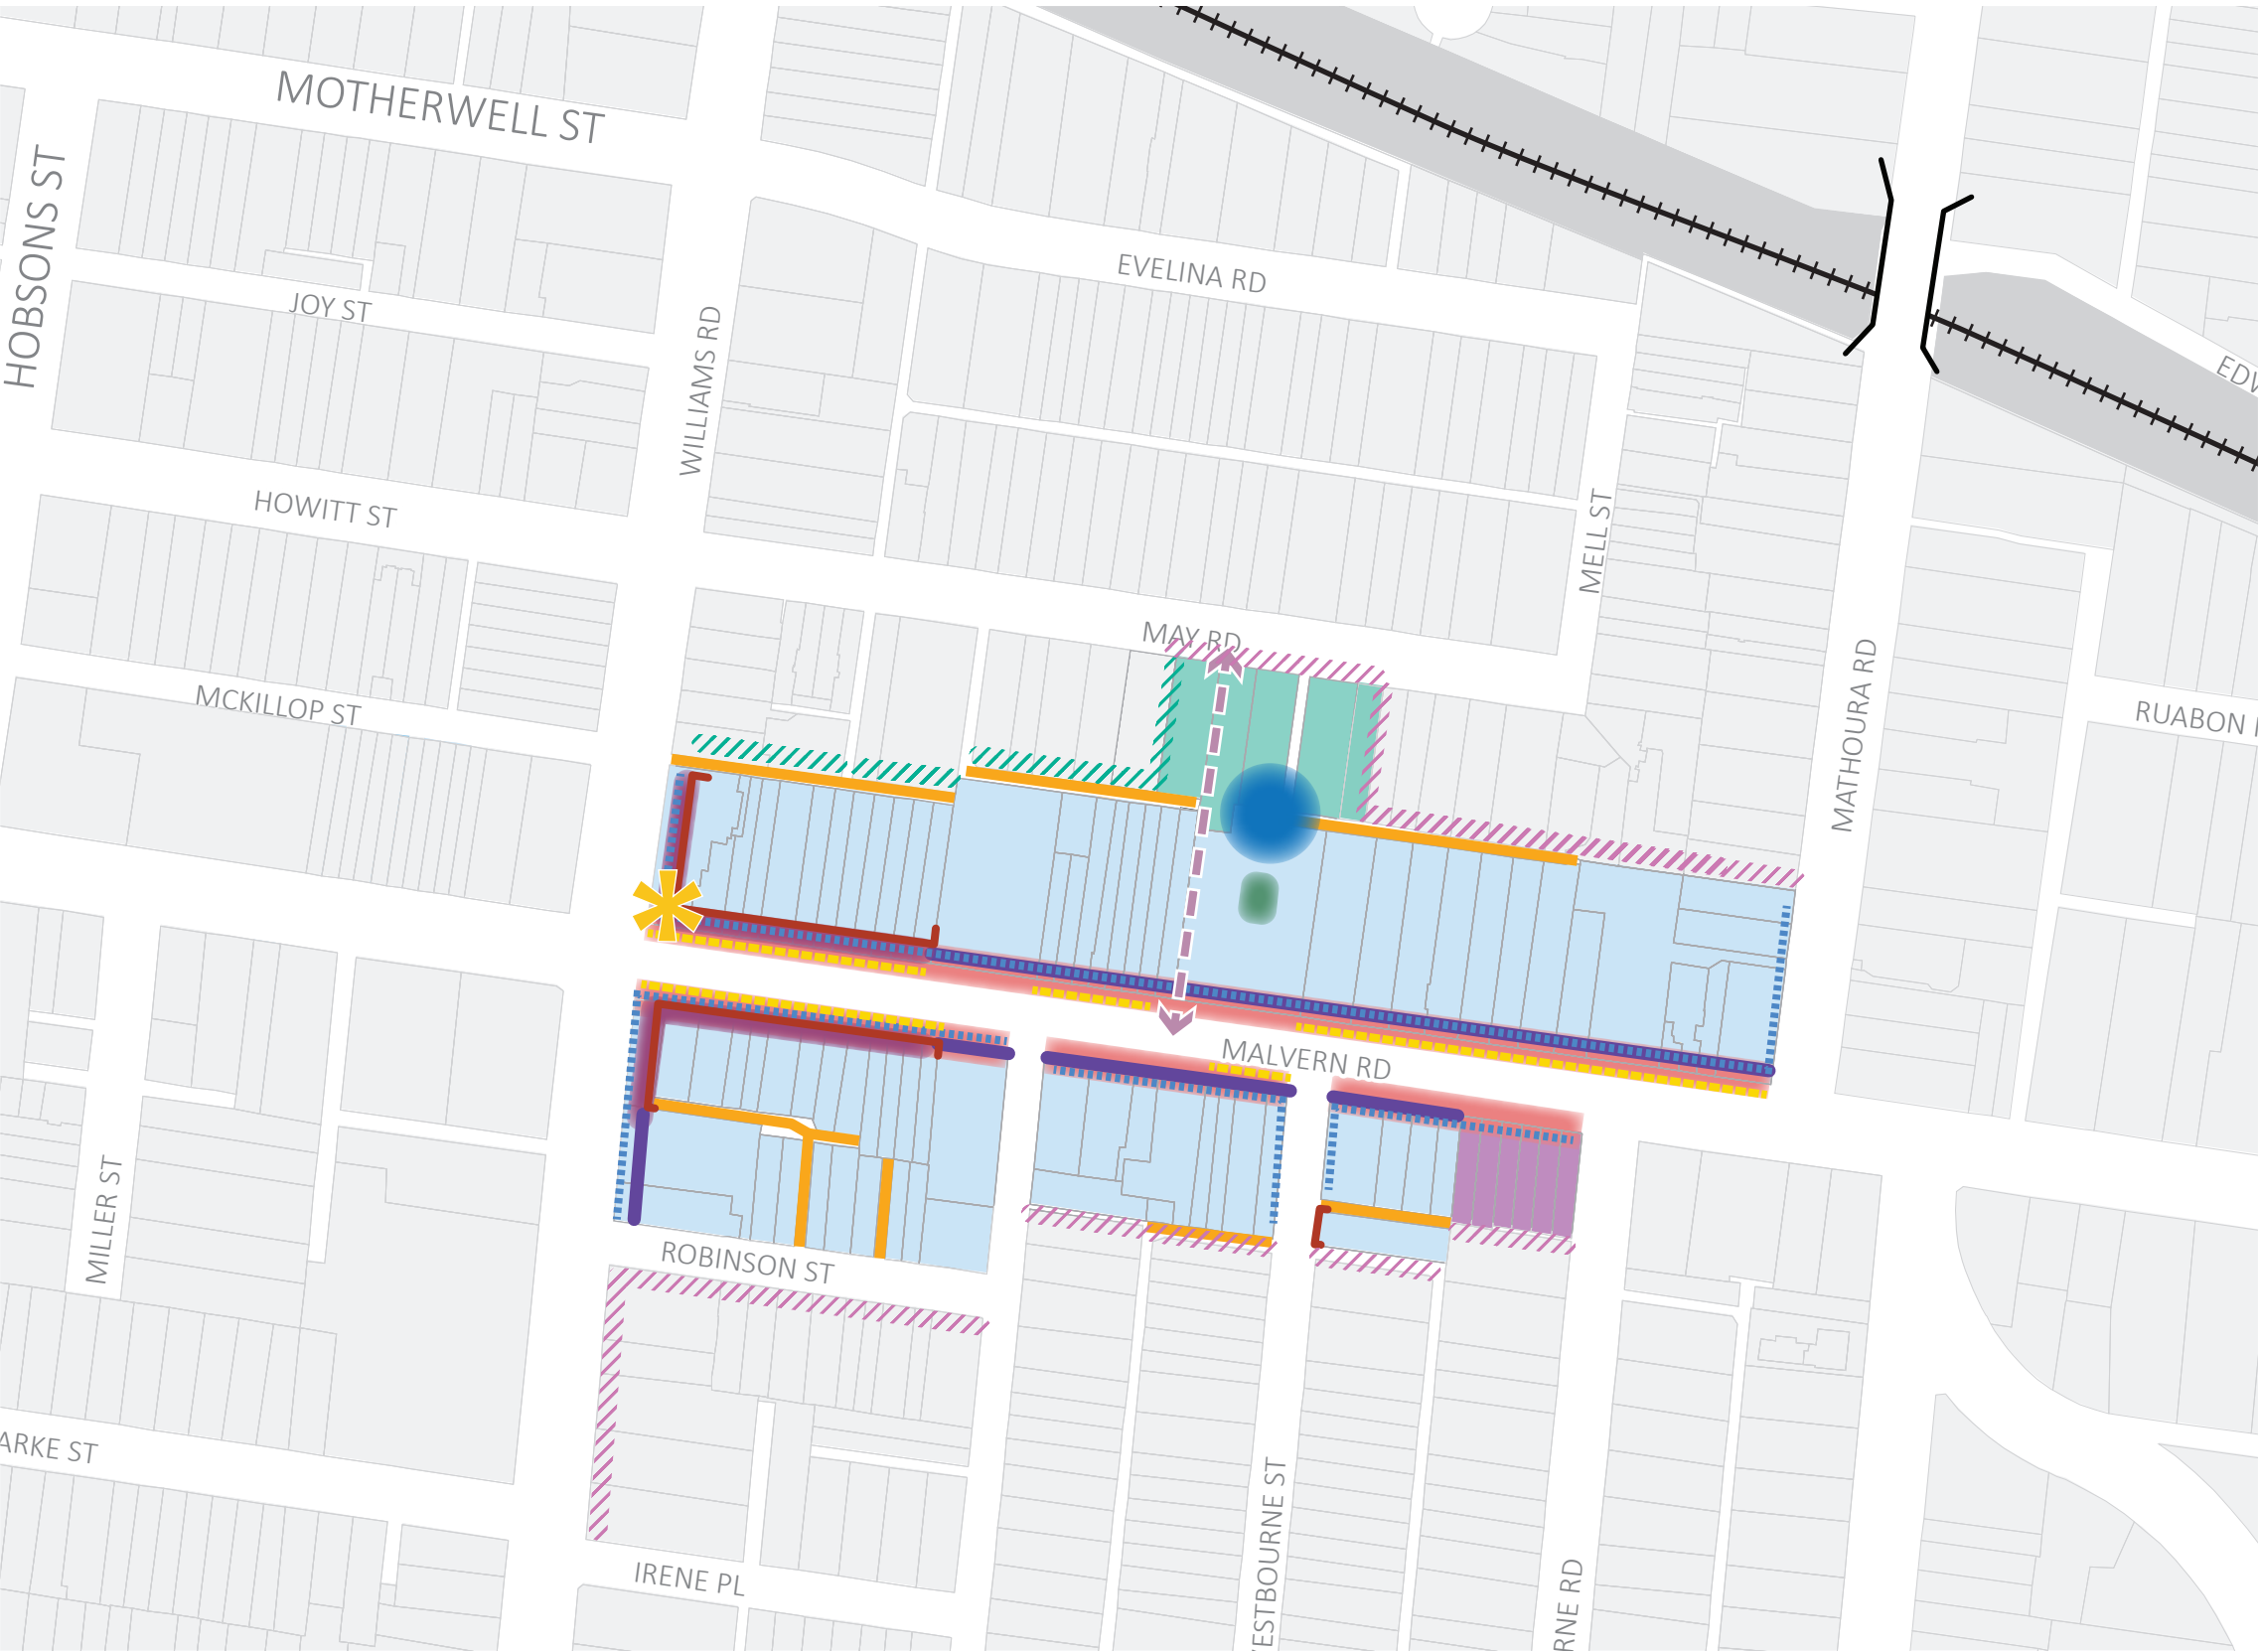 MOTHERWELL ST
HOBSONS ST
EVELINA RD
JOY ST
WILLIAMS RD
EDW
HOWITT ST
MELL ST
MAY RD
MATHOURA RD
MCKILLOP ST
RUABON
MALVERN RD
MILLER ST
ROBINSON ST
ARKE ST
ESTBOURNE ST
IRENE PL
RNE RD